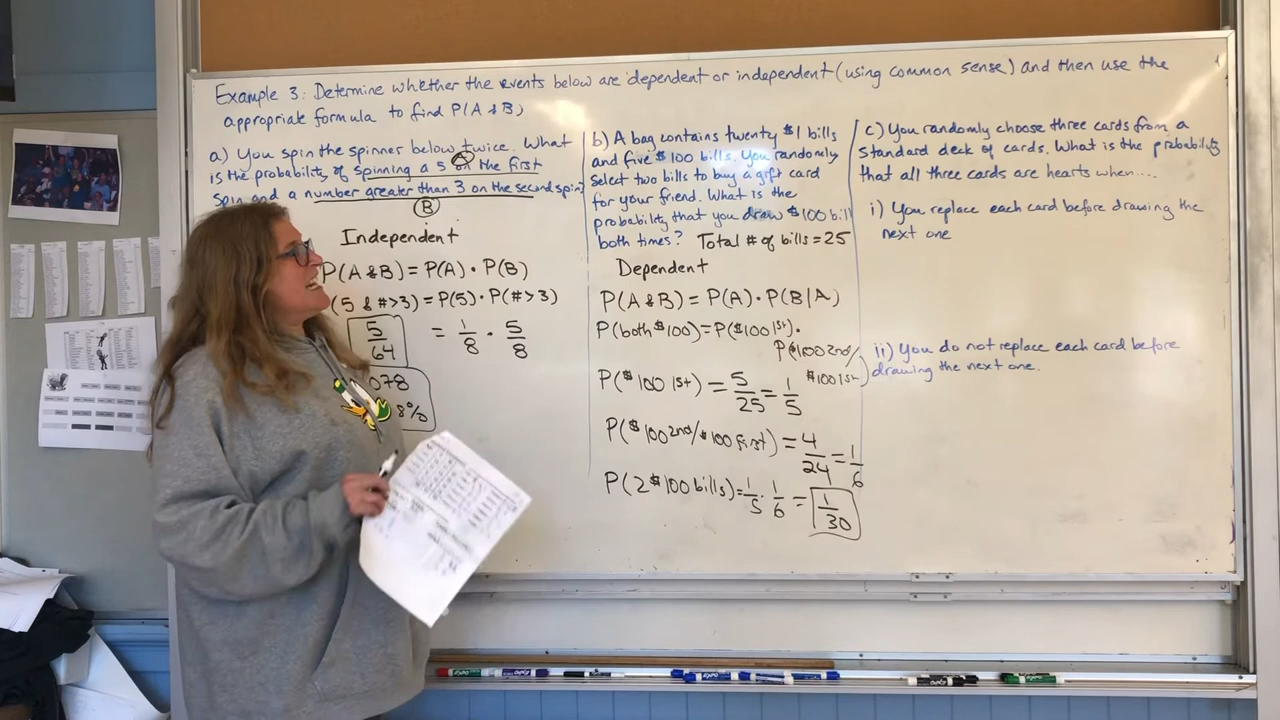 Example 3: Determine whether the events below are dependent or independent (using common sense) and then use the
appropriate formula to find P(A & B)
a) You spin the spinner below twice. What
is the probability of spinning a 5 on the first
spin and a number greater than 3 on the second spin?
A
B
Independent
P(A & B) = P(A) · P(B)
(5 & #>3) = P(5) · P(#>3)
5/64 = 1/8 · 5/8
078
8%
b) A bag contains twenty $1 bills
and five $100 bills. You randomly
select two bills to buy a gift card
for your friend. What is the
probability that you draw $100 bill
both times? Total # of bills = 25
Dependent
P(A & B) = P(A) · P(B|A)
P(both $100) = P($100 1st) ·
P($100 2nd/
$100 1st)
P($100 1st) = 5/25 = 1/5
P($100 2nd/$100 first) = 4/24 = 1/6
P(2 $100 bills) = 1/5 · 1/6 = 1/30
c) You randomly choose three cards from a
standard deck of cards. What is the probability
that all three cards are hearts when....
i) You replace each card before drawing the
next one
ii) You do not replace each card before
drawing the next one.